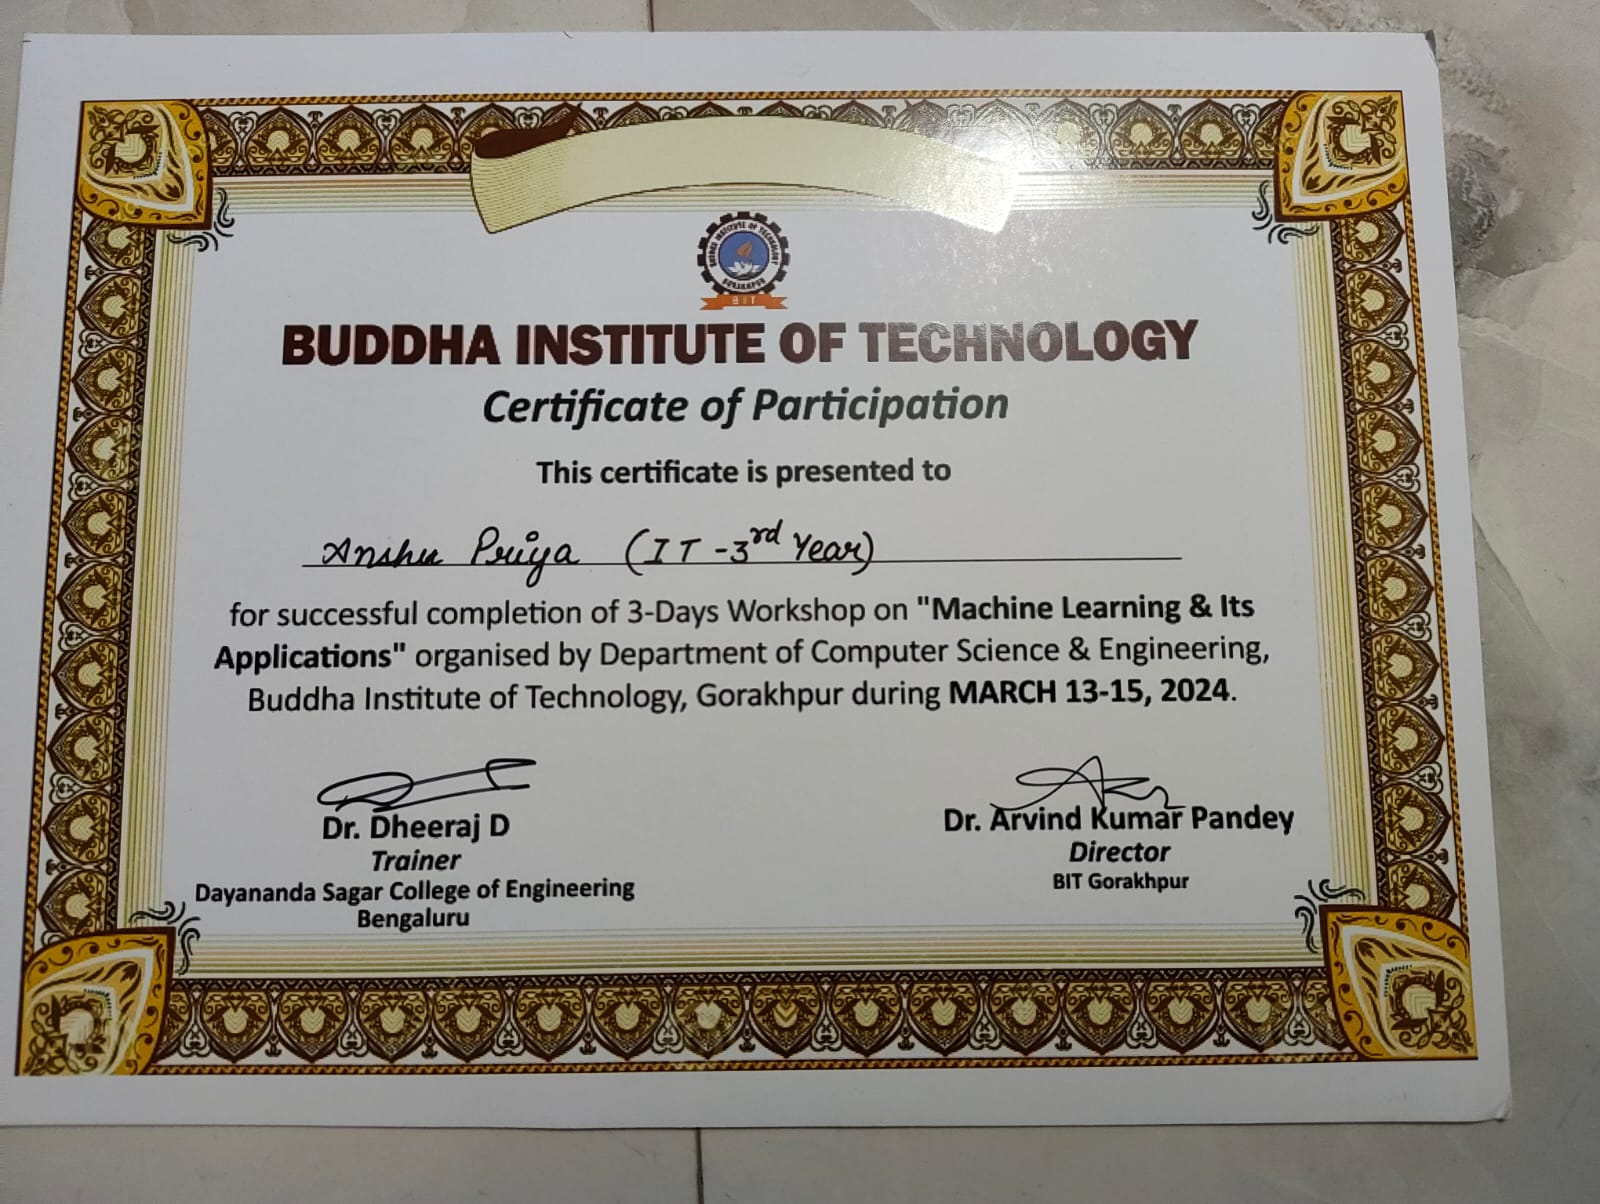 BUDDHA INSTITUTE OF TECHNOLOGY
GORAKHPUR
BIT
BUDDHA INSTITUTE OF TECHNOLOGY
Certificate of Participation
This certificate is presented to
Anshu Priya (IT-3rd Year)
for successful completion of 3-Days Workshop on "Machine Learning & Its
Applications" organised by Department of Computer Science & Engineering,
Buddha Institute of Technology, Gorakhpur during MARCH 13-15, 2024.
Dr. Dheeraj D
Trainer
Dayananda Sagar College of Engineering
Bengaluru
Dr. Arvind Kumar Pandey
Director
BIT Gorakhpur